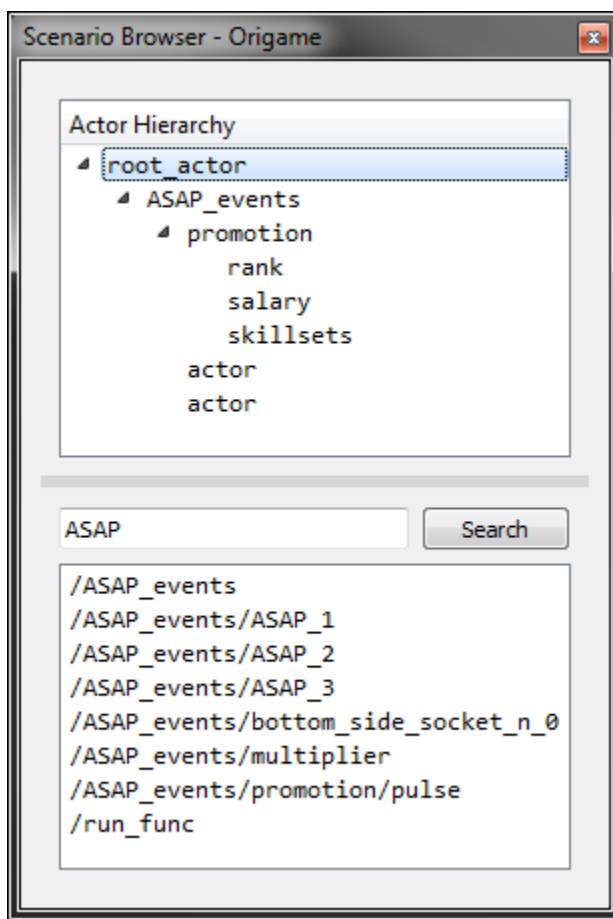 Scenario Browser - Origame
Actor Hierarchy
root_actor
ASAP_events
promotion
rank
salary
skillsets
actor
actor
ASAP
Search
/ASAP_events
/ASAP_events/ASAP_1
/ASAP_events/ASAP_2
/ASAP_events/ASAP_3
/ASAP_events/bottom_side_socket_n_0
/ASAP_events/multiplier
/ASAP_events/promotion/pulse
/run_func